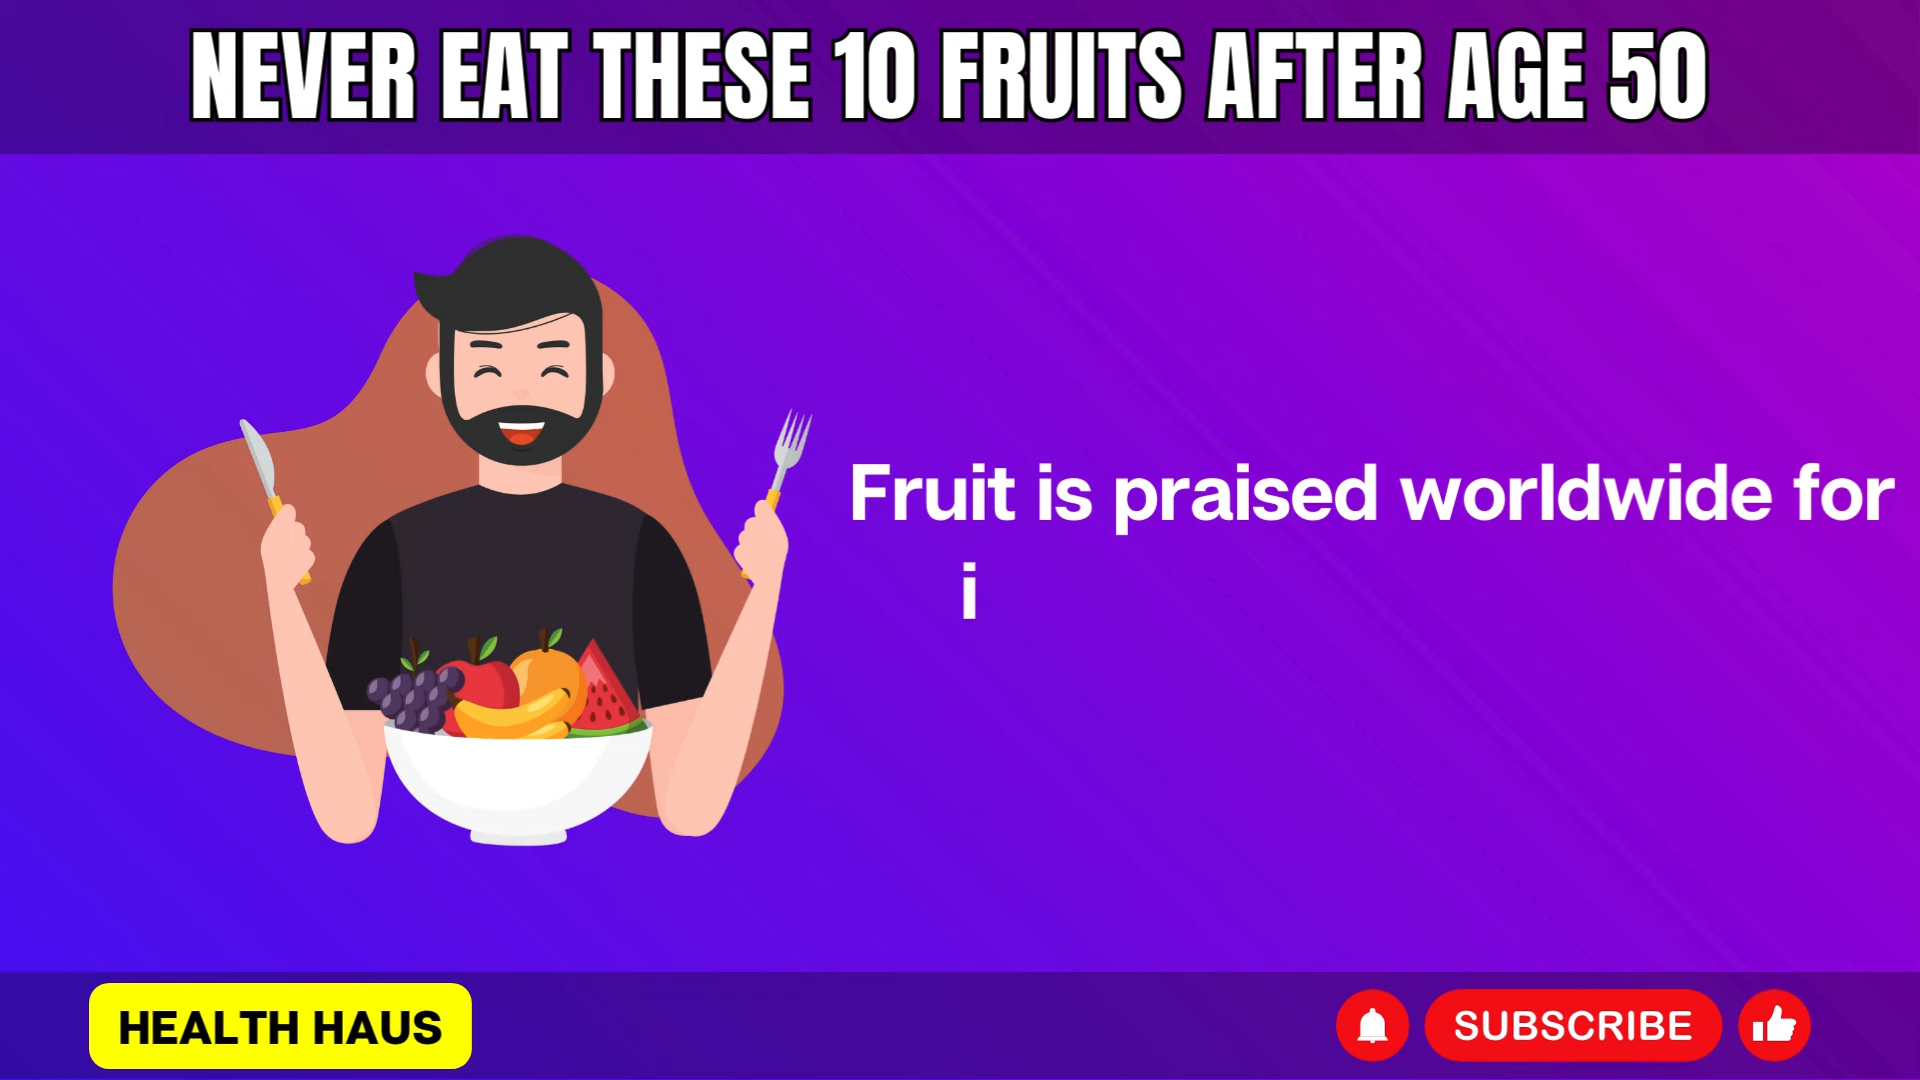 NEVER EAT THESE 10 FRUITS AFTER AGE 50
Fruit is praised worldwide for
i
HEALTH HAUS
SUBSCRIBE